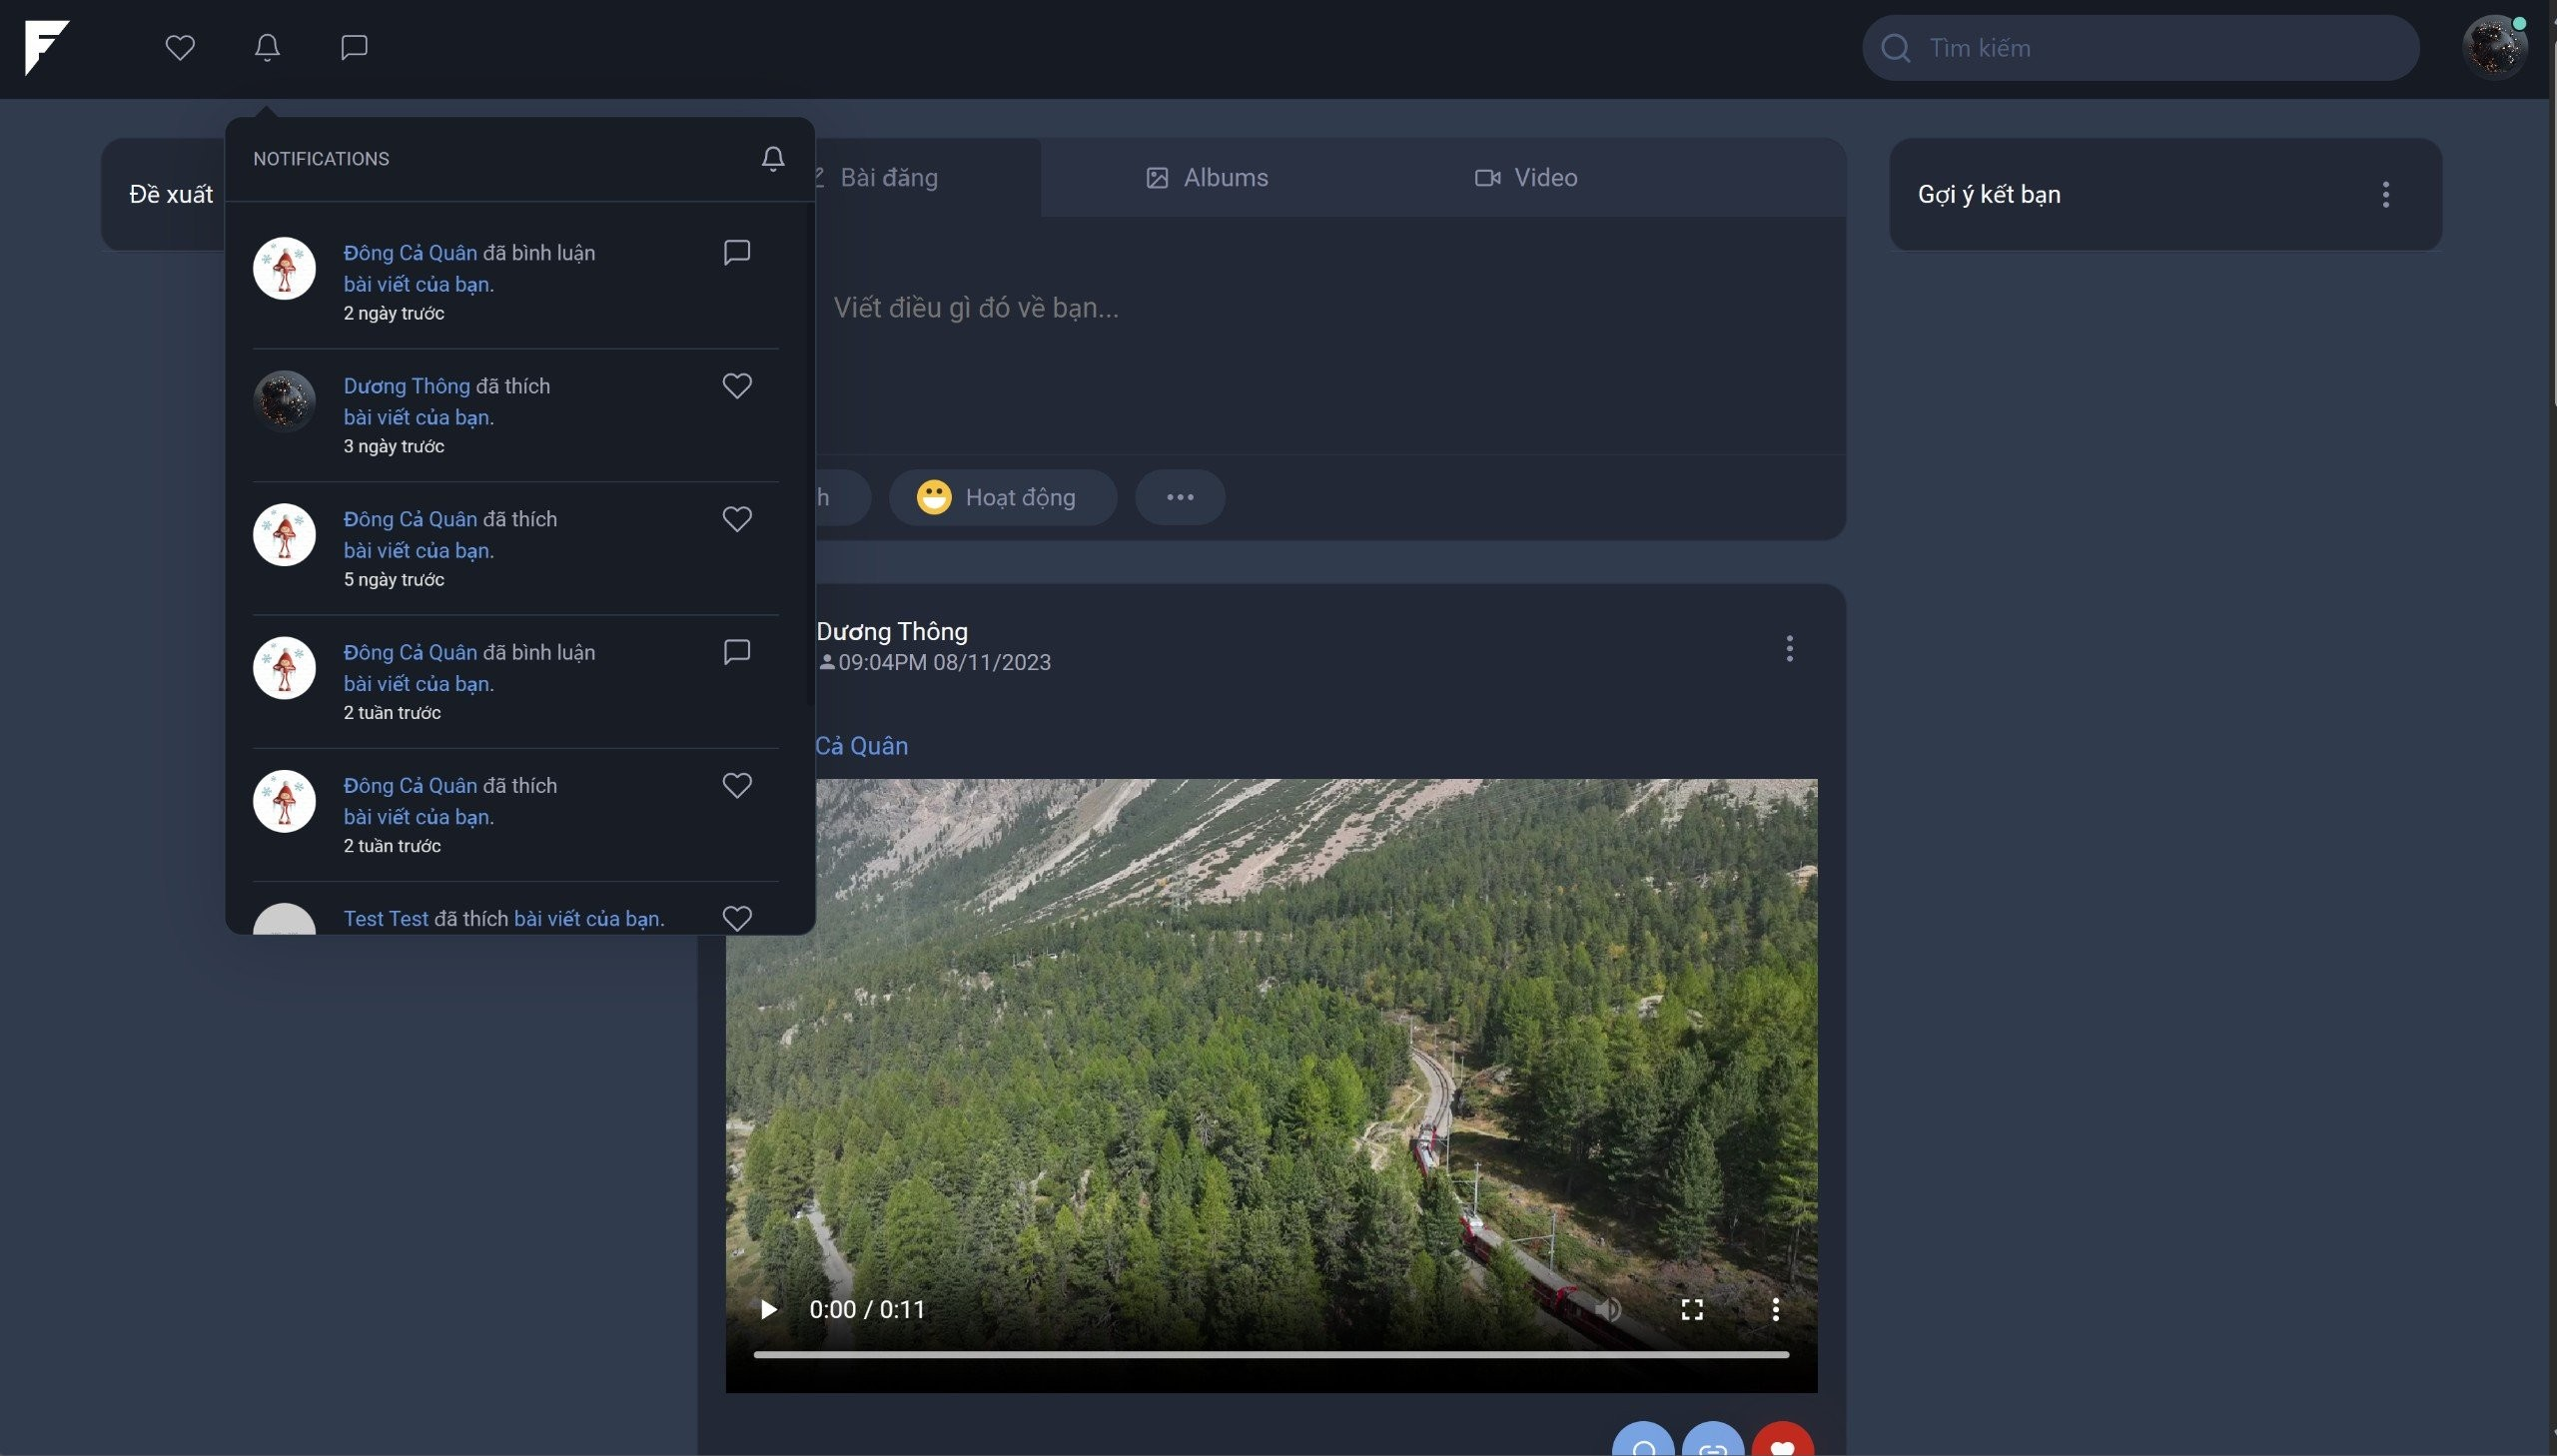 Tìm kiếm
NOTIFICATIONS
Đông Cả Quân đã bình luận
bài viết của bạn.
2 ngày trước
Dương Thông đã thích
bài viết của bạn.
3 ngày trước
Đông Cả Quân đã thích
bài viết của bạn.
5 ngày trước
Đông Cả Quân đã bình luận
bài viết của bạn.
2 tuần trước
Đông Cả Quân đã thích
bài viết của bạn.
2 tuần trước
Test Test đã thích bài viết của bạn.
Đề xuất
Bài đăng
Albums
Video
Viết điều gì đó về bạn...
h
Hoạt động
Dương Thông
09:04PM 08/11/2023
Cả Quân
0:00 / 0:11
Gợi ý kết bạn